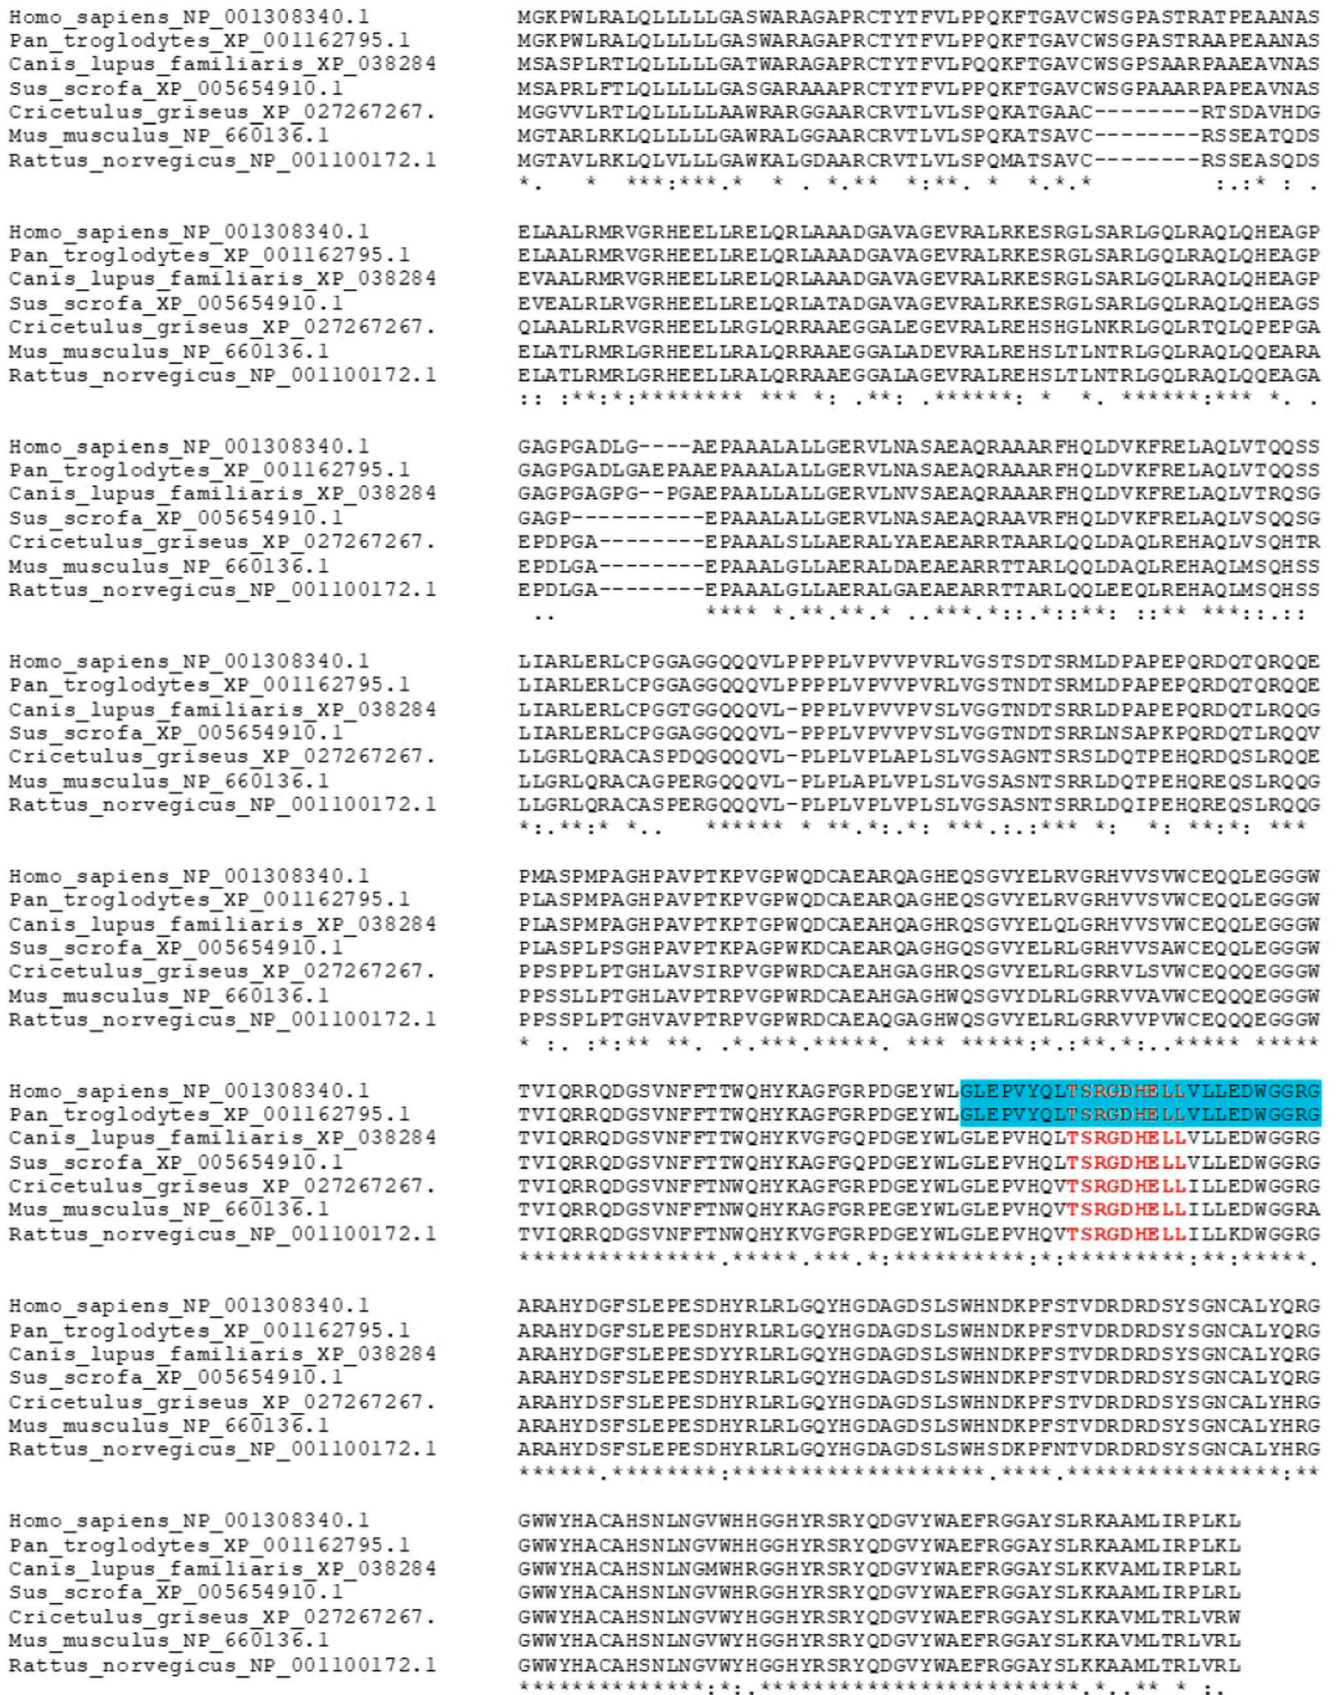 Homo_sapiens_NP_001308340.1 MGKPWLRALQLLLLLGASWARAGAPRCTYTFVLPPQKFTGAVCWSGPASTRATPEAANAS
Pan_troglodytes_XP_001162795.1 MGKPWLRALQLLLLLGASWARAGAPRCTYTFVLPPQKFTGAVCWSGPASTRAAPEAANAS
Canis_lupus_familiaris_XP_038284 MSASPLRTLQLLLLLGATWARAGAPRCTYTFVLPQQKFTGAVCWSGPSAARPAAEAVNAS
Sus_scrofa_XP_005654910.1 MSAPRLFTLQLLLLLGASGARAAAPRCTYTFVLPPQKFTGAVCWSGPAAARPAPEAVNAS
Cricetulus_griseus_XP_027267267. MGGVVLRTLQLLLLLAAWRARGGAARCRVTLVLSPQKATGAAC--------RTSDAVHDG
Mus_musculus_NP_660136.1 MGTARLRKLQLLLLLGAWRALGGAARCRVTLVLSPQKATSAVC--------RSSEATQDS
Rattus_norvegicus_NP_001100172.1 MGTAVLRKLQLVLLLGAWKALGDAARCRVTLVLSPQMATSAVC--------RSSEASQDS
*.   *  ***:***.*  * . *.**  *:**. *  *.*.*         :.:* : .
Homo_sapiens_NP_001308340.1 ELAALRMRVGRHEELLRELQRLAAADGAVAGEVRALRKESRGLSARLGQLRAQLQHEAGP
Pan_troglodytes_XP_001162795.1 ELAALRMRVGRHEELLRELQRLAAADGAVAGEVRALRKESRGLSARLGQLRAQLQHEAGP
Canis_lupus_familiaris_XP_038284 EVAALRMRVGRHEELLRELQRLAAADGAVAGEVRALRKESRGLSARLGQLRAQLQHEAGP
Sus_scrofa_XP_005654910.1 EVEALRLRVGRHEELLRELQRLATADGAVAGEVRALRKESRGLSARLGQLRAQLQHEAGS
Cricetulus_griseus_XP_027267267. QLAALRLRVGRHEELLRGLQRRAAEGGALEGEVRALREHSHGLNKRLGQLRTQLQPEPGA
Mus_musculus_NP_660136.1 ELATLRMRLGRHEELLRALQRRAAEGGALADEVRALREHSLTLNTRLGQLRAQLQQEARA
Rattus_norvegicus_NP_001100172.1 ELATLRMRLGRHEELLRALQRRAAEGGALAGEVRALREHSLTLNTRLGQLRAQLQQEAGA
:: :**:*:******** *** *: .**: .******: *  *. ******:*** *. .
Homo_sapiens_NP_001308340.1 GAGPGADLG----AEPAAALALLGERVLNASAEAQRAAARFHQLDVKFRELAQLVTQQSS
Pan_troglodytes_XP_001162795.1 GAGPGADLGAEPAAEPAAALALLGERVLNASAEAQRAAARFHQLDVKFRELAQLVTQQSS
Canis_lupus_familiaris_XP_038284 GAGPGAGPG--PGAEPAALLALLGERVLNVSAEAQRAAARFHQLDVKFRELAQLVTRQSG
Sus_scrofa_XP_005654910.1 GAGP----------EPAAALALLGERVLNASAEAQRAAVRFHQLDVKFRELAQLVSQQSG
Cricetulus_griseus_XP_027267267. EPDPGA--------EPAAALSLLAERALYAEAEARRTAARLQQLDAQLREHAQLVSQHTR
Mus_musculus_NP_660136.1 EPDLGA--------EPAAALGLLAERALDAEAEARRTTARLQQLDAQLREHAQLMSQHSS
Rattus_norvegicus_NP_001100172.1 EPDLGA--------EPAAALGLLAERALGAEAEARRTTARLQQLEEQLREHAQLMSQHSS
..          **** *.**.**.* ..***.*::.*::**: ::** ***::.::
Homo_sapiens_NP_001308340.1 LIARLERLCPGGAGGQQQVLPPPPLVPVVPVRLVGSTSDTSRMLDPAPEPQRDQTQRQQE
Pan_troglodytes_XP_001162795.1 LIARLERLCPGGAGGQQQVLPPPPLVPVVPVRLVGSTNDTSRMLDPAPEPQRDQTQRQQE
Canis_lupus_familiaris_XP_038284 LIARLERLCPGGTGGQQQVL-PPPLVPVVPVSLVGGTNDTSRRLDPAPEPQRDQTLRQQG
Sus_scrofa_XP_005654910.1 LIARLERLCPGGAGGQQQVL-PPPLVPVVPVSLVGGTNDTSRRLNSAPKPQRDQTLRQQV
Cricetulus_griseus_XP_027267267. LLGRLQRACASPDQGQQQVL-PLPLVPLAPLSLVGSAGNTSRSLDQTPEHQRDQSLRQQE
Mus_musculus_NP_660136.1 LLGRLQRACAGPERGQQQVL-PLPLAPLVPLSLVGSASNTSRRLDQTPEHQREQSLRQQG
Rattus_norvegicus_NP_001100172.1 LLGRLQRACASPERGQQQVL-PLPLVPLVPLSLVGSASNTSRRLDQIPEHQREQSLRQQG
*:.**:* *..   ****** * **.*:.*: ***.:.:*** *:  *: **:*: ***
Homo_sapiens_NP_001308340.1 PMASPMPAGHPAVPTKPVGPWQDCAEARQAGHEQSGVYELRVGRHVVSVWCEQQLEGGGW
Pan_troglodytes_XP_001162795.1 PLASPMPAGHPAVPTKPVGPWQDCAEARQAGHEQSGVYELRVGRHVVSVWCEQQLEGGGW
Canis_lupus_familiaris_XP_038284 PLASPMPAGHPAVPTKPTGPWQDCAEAHQAGHRQSGVYELQLGRHVVSVWCEQQLEGGGW
Sus_scrofa_XP_005654910.1 PLASPLPSGHPAVPTKPAGPWKDCAEARQAGHGQSGVYELRLGRHVVSAWCEQQLEGGGW
Cricetulus_griseus_XP_027267267. PPSPPLPTGHLAVSIRPVGPWRDCAEAHGAGHRQSGVYELRLGRRVLSVWCEQQQEGGGW
Mus_musculus_NP_660136.1 PPSSLLPTGHLAVPTRPVGPWRDCAEAHGAGHWQSGVYDLRLGRRVVAVWCEQQQEGGGW
Rattus_norvegicus_NP_001100172.1 PPSSPLPTGHVAVPTRPVGPWRDCAEAQGAGHWQSGVYELRLGRRVVPVWCEQQQEGGGW
* :. :*:** **. .*.***.*****. *** *****:*:**.*:..***** *****
Homo_sapiens_NP_001308340.1 TVIQRRQDGSVNFFTTWQHYKAGFGRPDGEYWLGLEPVYQLTSRGDHELLVLLEDWGGRG
Pan_troglodytes_XP_001162795.1 TVIQRRQDGSVNFFTTWQHYKAGFGRPDGEYWLGLEPVYQLTSRGDHELLVLLEDWGGRG
Canis_lupus_familiaris_XP_038284 TVIQRRQDGSVNFFTTWQHYKVGFGQPDGEYWLGLEPVHQLTSRGDHELLVLLEDWGGRG
Sus_scrofa_XP_005654910.1 TVIQRRQDGSVNFFTTWQHYKAGFGQPDGEYWLGLEPVHQLTSRGDHELLVLLEDWGGRG
Cricetulus_griseus_XP_027267267. TVIQRRQDGSVNFFTNWQHYKAGFGRPDGEYWLGLEPVHQVTSRGDHELLILLEDWGGRG
Mus_musculus_NP_660136.1 TVIQRRQDGSVNFFTNWQHYKAGFGRPEGEYWLGLEPVHQVTSRGDHELLILLEDWGGRA
Rattus_norvegicus_NP_001100172.1 TVIQRRQDGSVNFFTNWQHYKVGFGRPDGEYWLGLEPVHQVTSRGDHELLILLKDWGGRG
***************.*****.***.*:**********:*:*********:**:*****.
Homo_sapiens_NP_001308340.1 ARAHYDGFSLEPESDHYRLRLGQYHGDAGDSLSWHNDKPFSTVDRDRDSYSGNCALYQRG
Pan_troglodytes_XP_001162795.1 ARAHYDGFSLEPESDHYRLRLGQYHGDAGDSLSWHNDKPFSTVDRDRDSYSGNCALYQRG
Canis_lupus_familiaris_XP_038284 ARAHYDGFSLEPESDYYRLRLGQYHGDAGDSLSWHNDKPFSTVDRDRDSYSGNCALYQRG
Sus_scrofa_XP_005654910.1 ARAHYDGFSLEPESDHYRLRLGQYHGDAGDSLSWHNDKPFSTVDRDRDSYSGNCALYQRG
Cricetulus_griseus_XP_027267267. ARAHYDSFSLEPESDHYRLRLGQYHGDAGDSLSWHNDKPFSTVDRDRDSYSGNCALYHRG
Mus_musculus_NP_660136.1 ARAHYDSFSLEPESDHYRLRLGQYHGDAGDSLSWHNDKPFSTVDRDRDSYSGNCALYHRG
Rattus_norvegicus_NP_001100172.1 ARAHYDSFSLEPESDHYRLRLGQYHGDAGDSLSWHSDKPFNTVDRDRDSYSGNCALYHRG
******.********:*******************.****.****************:**
Homo_sapiens_NP_001308340.1 GWWYHACAHSNLNGVWHHGGHYRSRYQDGVYWAEFRGGAYSLRKAAMLIRPLKL
Pan_troglodytes_XP_001162795.1 GWWYHACAHSNLNGVWHHGGHYRSRYQDGVYWAEFRGGAYSLRKAAMLIRPLKL
Canis_lupus_familiaris_XP_038284 GWWYHACAHSNLNGMWHRGGHYRSRYQDGVYWAEFRGGAYSLKKVAMLIRPLRL
Sus_scrofa_XP_005654910.1 GWWYHACAHSNLNGVWHHGGHYRSRYQDGVYWAEFRGGAYSLKKAAMLIRPLRL
Cricetulus_griseus_XP_027267267. GWWYHACAHSNLNGVWYHGGHYRSRYQDGVYWAEFRGGAYSLKKAVMLTRLVRW
Mus_musculus_NP_660136.1 GWWYHACAHSNLNGVWYHGGHYRSRYQDGVYWAEFRGGAYSLKKAVMLTRLVRL
Rattus_norvegicus_NP_001100172.1 GWWYHACAHSNLNGVWYHGGHYRSRYQDGVYWAEFRGGAYSLKKAAMLTRLVRL
**************:*:.************************.*..** * :.